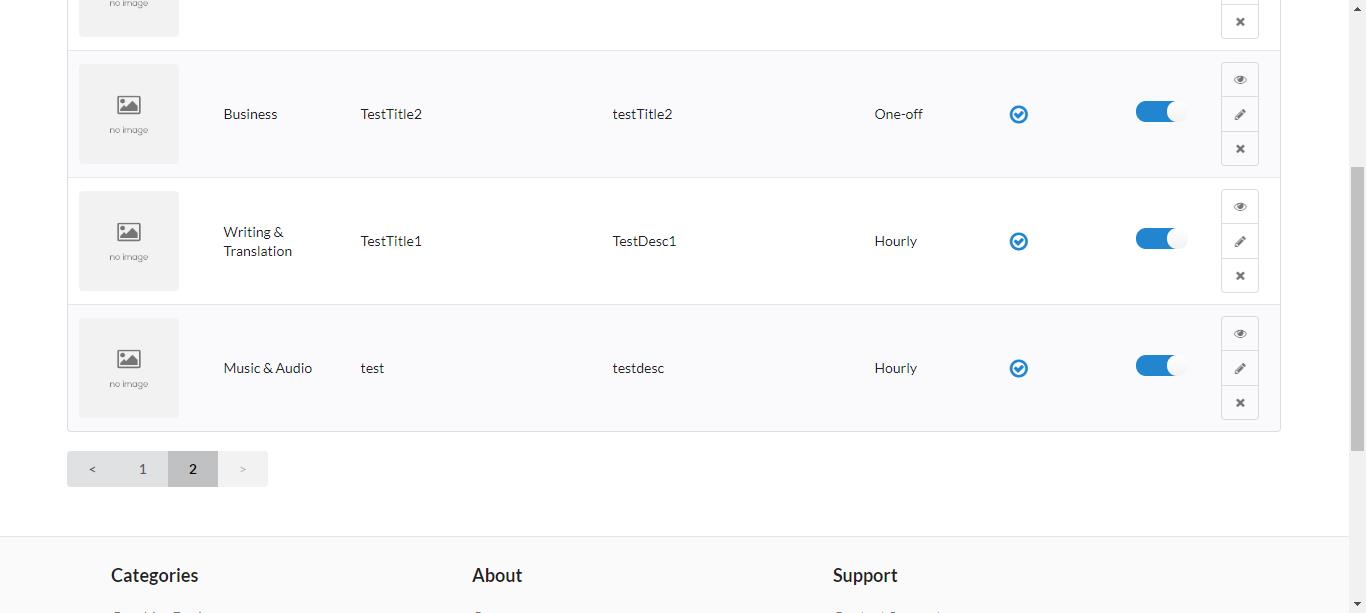 no image
no image
Business
TestTitle2
testTitle2
One-off
no image
Writing &
Translation
TestTitle1
TestDesc1
Hourly
no image
Music & Audio
test
testdesc
Hourly
< 1 2 >
Categories
About
Support